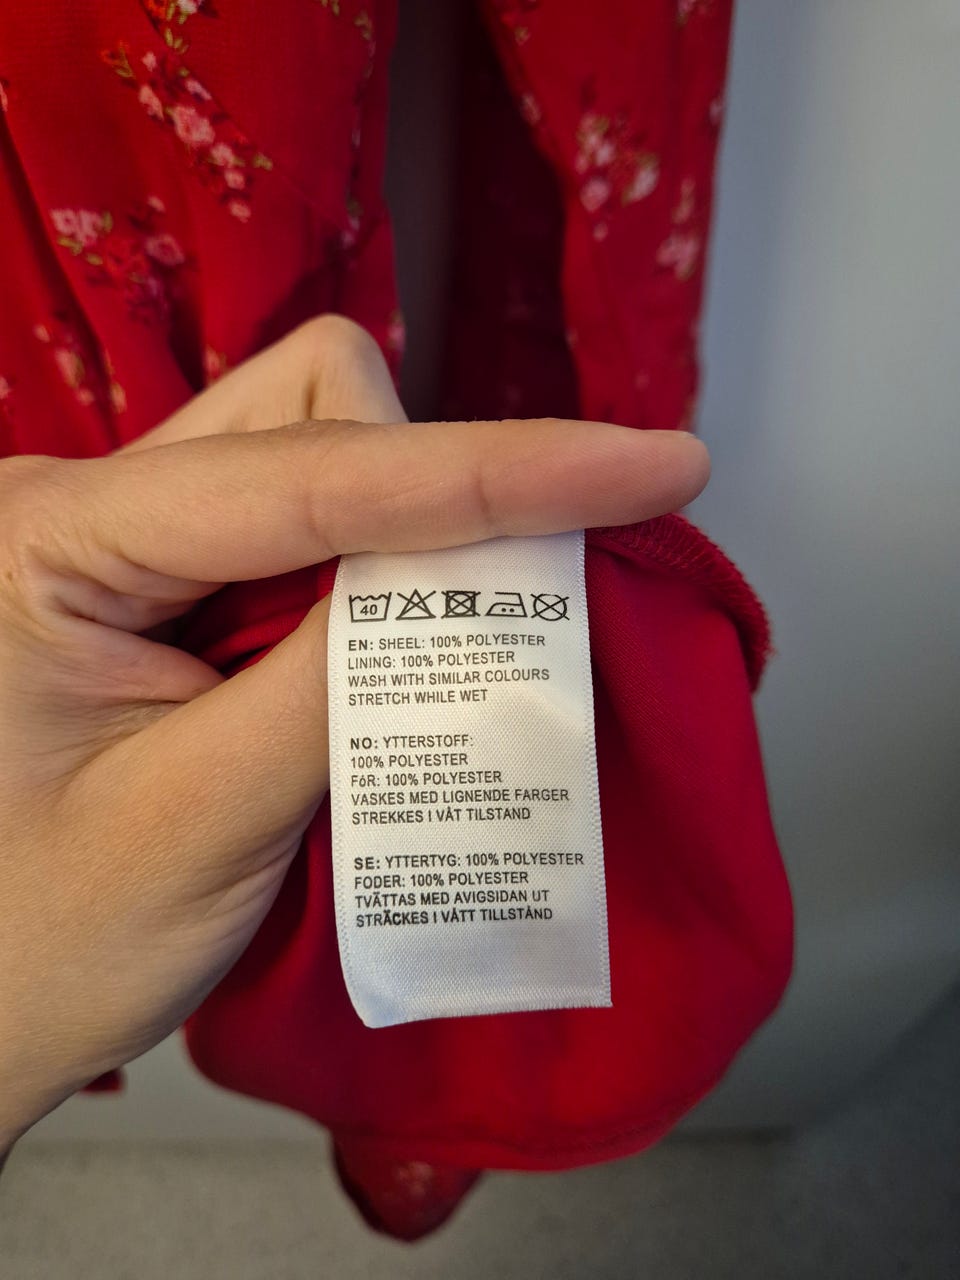 40
EN: SHEEL: 100% POLYESTER
LINING: 100% POLYESTER
WASH WITH SIMILAR COLOURS
STRETCH WHILE WET
NO: YTTERSTOFF:
100% POLYESTER
FóR: 100% POLYESTER
VASKES MED LIGNENDE FARGER
STREKKES I VÅT TILSTAND
SE: YTTERTYG: 100% POLYESTER
FODER: 100% POLYESTER
TVÄTTAS MED AVIGSIDAN UT
STRÄCKES I VÅTT TILLSTÅND